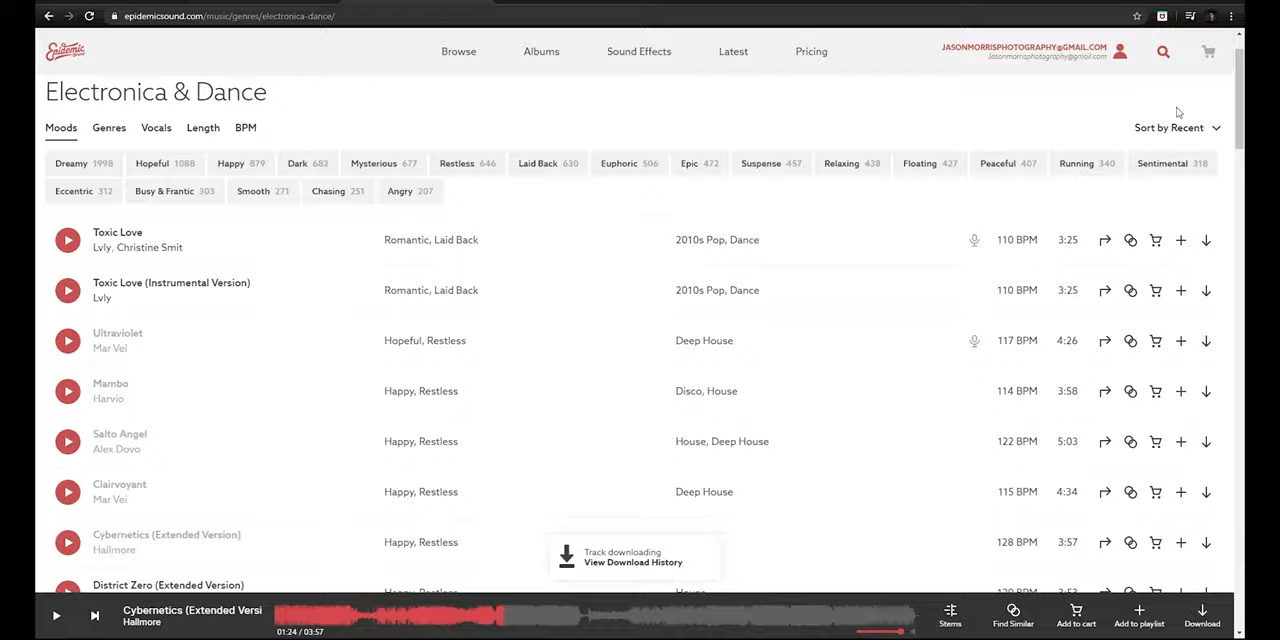 epidemicsound.com/music/genres/electronica-dance/
Epidemic Sound
Browse Albums Sound Effects Latest Pricing
JASONMORRISPHOTOGRAPHY@GMAIL.COM
Jasonmorrisphotography@gmail.com
Electronica & Dance
Moods Genres Vocals Length BPM
Sort by Recent
Dreamy 1998 Hopeful 1088 Happy 879 Dark 682 Mysterious 677 Restless 646 Laid Back 630 Euphoric 506 Epic 472 Suspense 457 Relaxing 438 Floating 427 Peaceful 407 Running 340 Sentimental 318
Eccentric 312 Busy & Frantic 303 Smooth 271 Chasing 251 Angry 207
Toxic Love
Lvly, Christine Smit
Romantic, Laid Back 2010s Pop, Dance 110 BPM 3:25
Toxic Love (Instrumental Version)
Lvly
Romantic, Laid Back 2010s Pop, Dance 110 BPM 3:25
Ultraviolet
Mar Vei
Hopeful, Restless Deep House 117 BPM 4:26
Mambo
Harvio
Happy, Restless Disco, House 114 BPM 3:58
Salto Angel
Alex Dovo
Happy, Restless House, Deep House 122 BPM 5:03
Clairvoyant
Mar Vei
Happy, Restless Deep House 115 BPM 4:34
Cybernetics (Extended Version)
Hallmore
Happy, Restless 128 BPM 3:57
Track downloading
View Download History
District Zero (Extended Version)
Cybernetics (Extended Versi
Hallmore
01:24 / 03:57
Stems Find Similar Add to cart Add to playlist Download